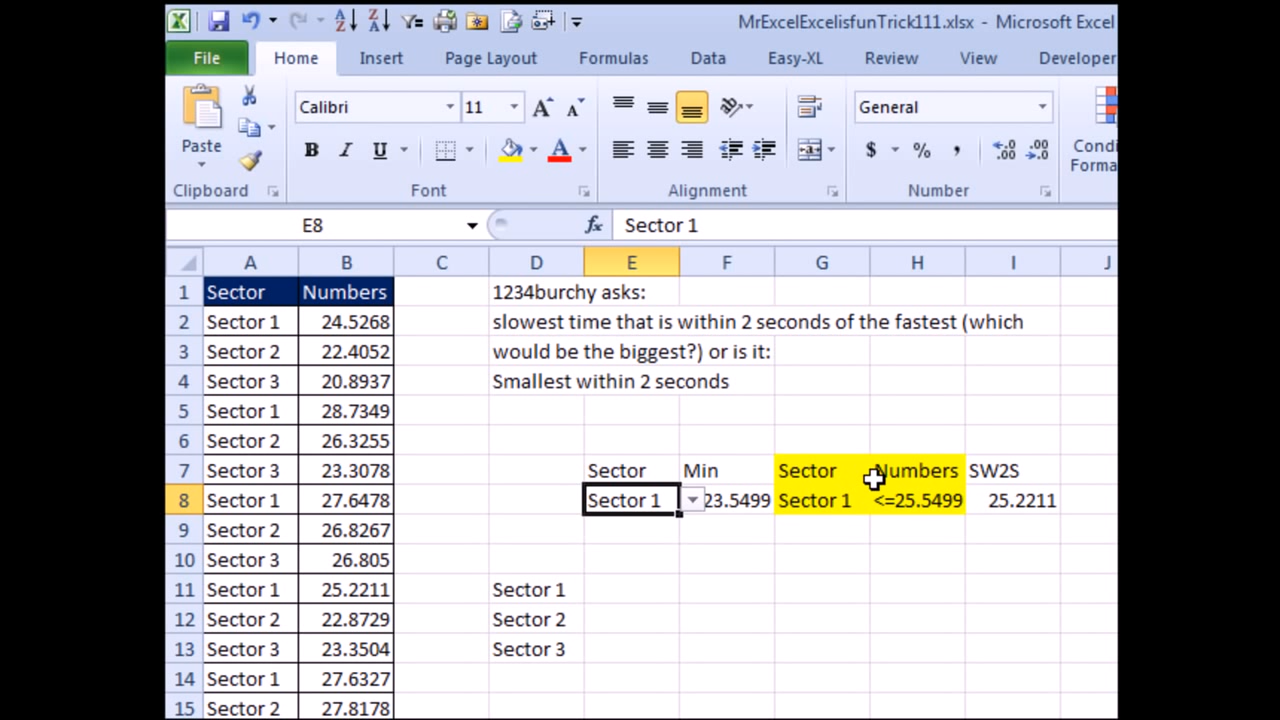 MrExcelExcelisfunTrick111.xlsx - Microsoft Excel
File Home Insert Page Layout Formulas Data Easy-XL Review View Developer
Calibri 11 General
Paste B I U A $ % , Condi
Forma
Clipboard Font Alignment Number
E8 fx Sector 1
A B C D E F G H I J
1 Sector Numbers 1234burchy asks:
2 Sector 1 24.5268 slowest time that is within 2 seconds of the fastest (which
3 Sector 2 22.4052 would be the biggest?) or is it:
4 Sector 3 20.8937 Smallest within 2 seconds
5 Sector 1 28.7349
6 Sector 2 26.3255
7 Sector 3 23.3078 Sector Min Sector Numbers SW2S
8 Sector 1 27.6478 Sector 1 23.5499 Sector 1 <=25.5499 25.2211
9 Sector 2 26.8267
10 Sector 3 26.805
11 Sector 1 25.2211 Sector 1
12 Sector 2 22.8729 Sector 2
13 Sector 3 23.3504 Sector 3
14 Sector 1 27.6327
15 Sector 2 27.8178